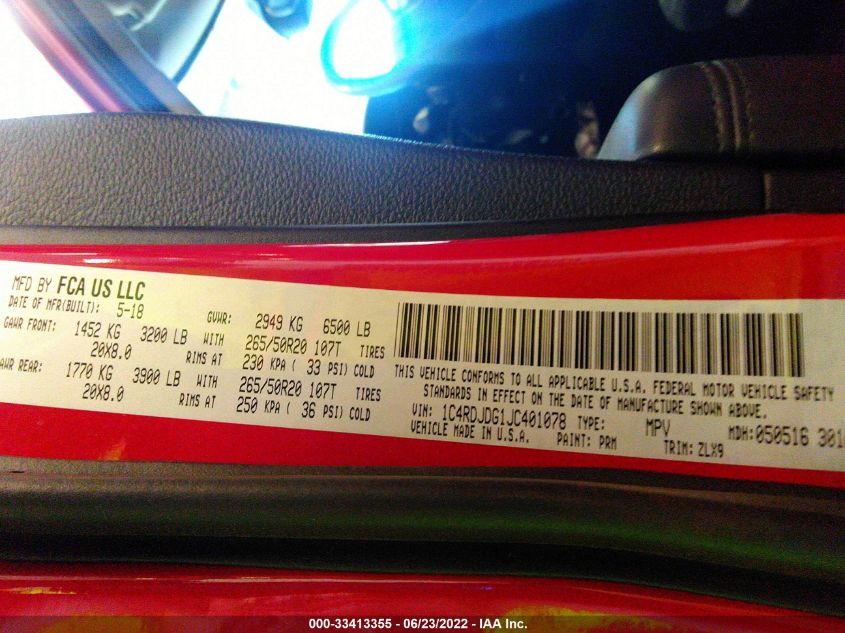 MFD BY FCA US LLC
DATE OF MFR(BUILT): 5-18 GVWR: 2949 KG 6500 LB
GAWR FRONT: 1452 KG 3200 LB WITH 265/50R20 107T TIRES
20X8.0 RIMS AT 230 KPA ( 33 PSI) COLD
GAWR REAR: 1770 KG 3900 LB WITH 265/50R20 107T TIRES
20X8.0 RIMS AT 250 KPA ( 36 PSI) COLD
THIS VEHICLE CONFORMS TO ALL APPLICABLE U.S.A. FEDERAL MOTOR VEHICLE SAFETY
STANDARDS IN EFFECT ON THE DATE OF MANUFACTURE SHOWN ABOVE.
VIN: 1C4RDJDG1JC401078 TYPE: MPV MDH: 050516
VEHICLE MADE IN U.S.A. PAINT: PRM TRIM: ZLX9
000-33413355 - 06/23/2022 - IAA Inc.